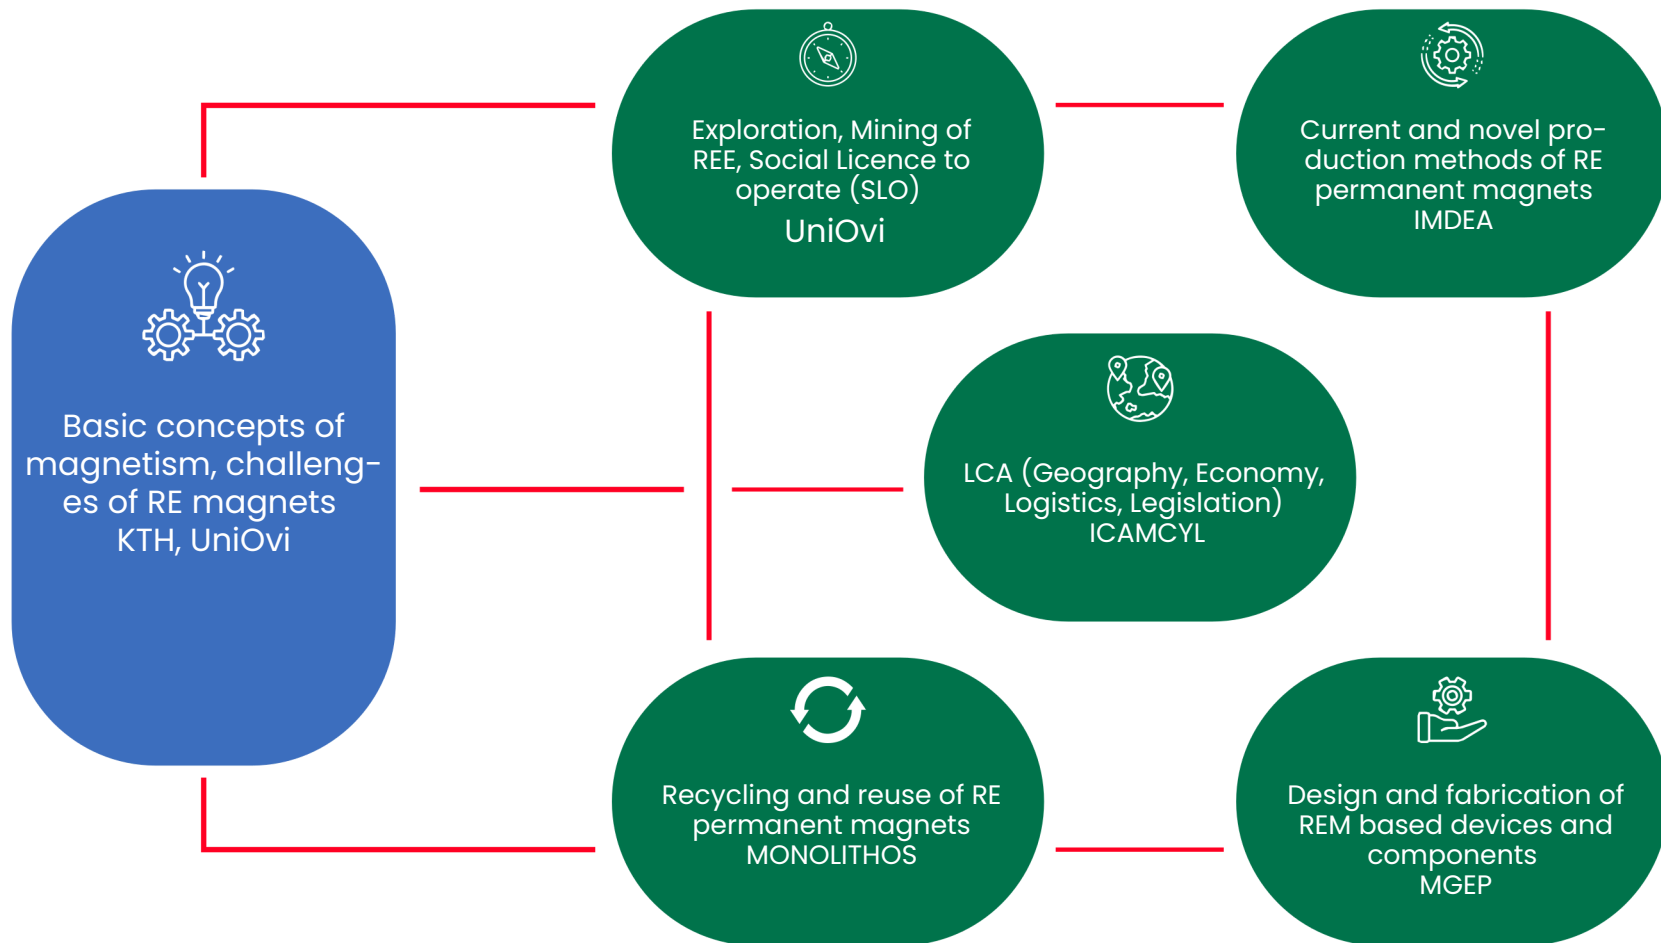 Basic concepts of
magnetism, challeng-
es of RE magnets
KTH, UniOvi
Exploration, Mining of
REE, Social Licence to
operate (SLO)
UniOvi
Current and novel pro-
duction methods of RE
permanent magnets
IMDEA
LCA (Geography, Economy,
Logistics, Legislation)
ICAMCYL
Recycling and reuse of RE
permanent magnets
MONOLITHOS
Design and fabrication of
REM based devices and
components
MGEP